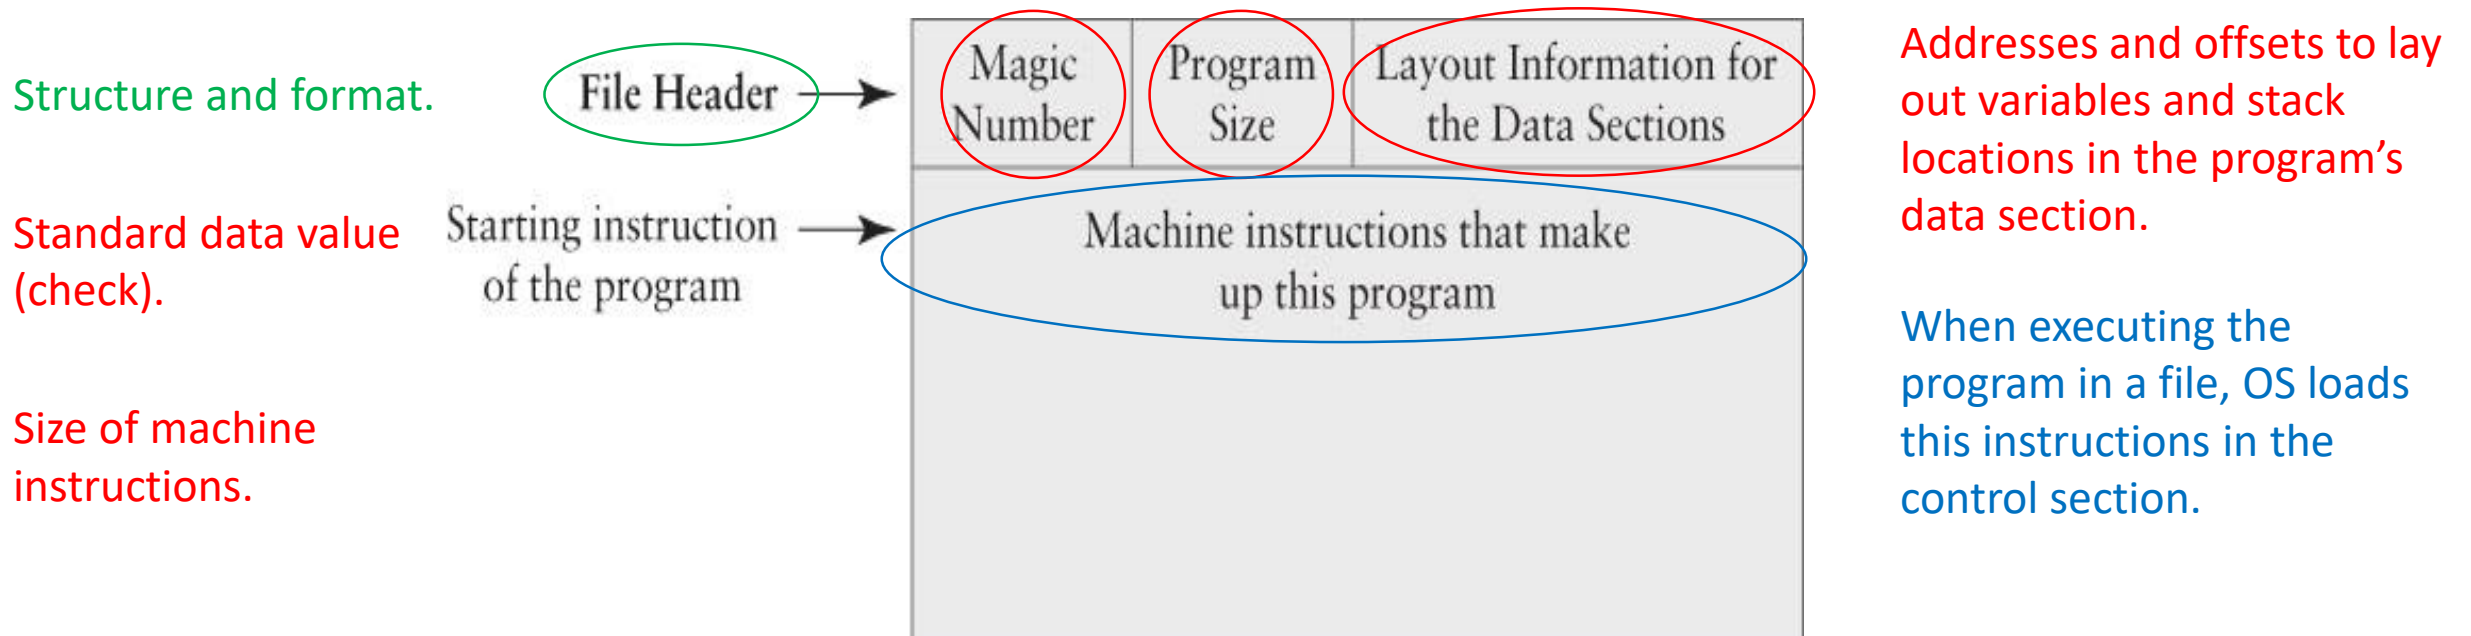 Structure and format.
Standard data value
(check).
Size of machine
instructions.
File Header
Starting instruction
of the program
Magic
Number
Program
Size
Layout Information for
the Data Sections
Machine instructions that make
up this program
Addresses and offsets to lay
out variables and stack
locations in the program’s
data section.
When executing the
program in a file, OS loads
this instructions in the
control section.